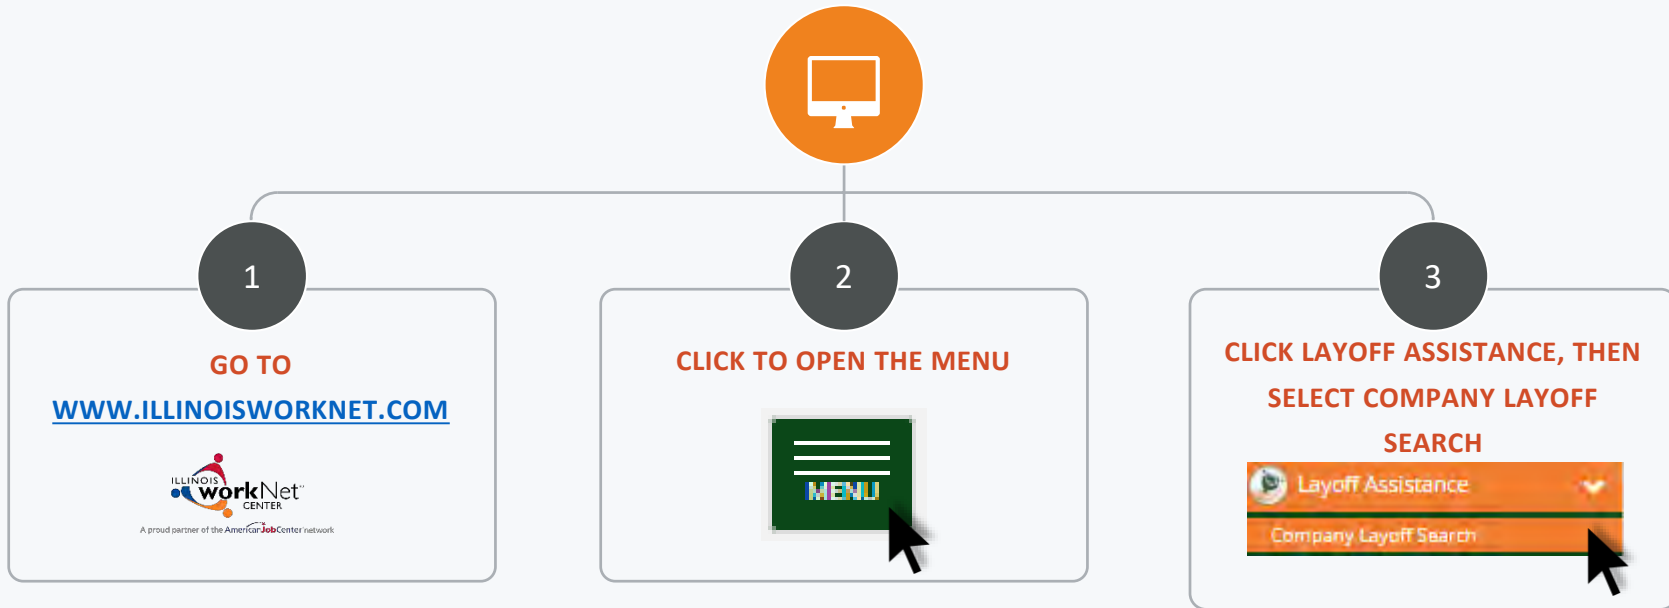 1
GO TO
WWW.ILLINOISWORKNET.COM
ILLINOIS
workNet™
CENTER
A proud partner of the AmericanJobCenter network
2
CLICK TO OPEN THE MENU
MENU
3
CLICK LAYOFF ASSISTANCE, THEN
SELECT COMPANY LAYOFF
SEARCH
Layoff Assistance
Company Layoff Search